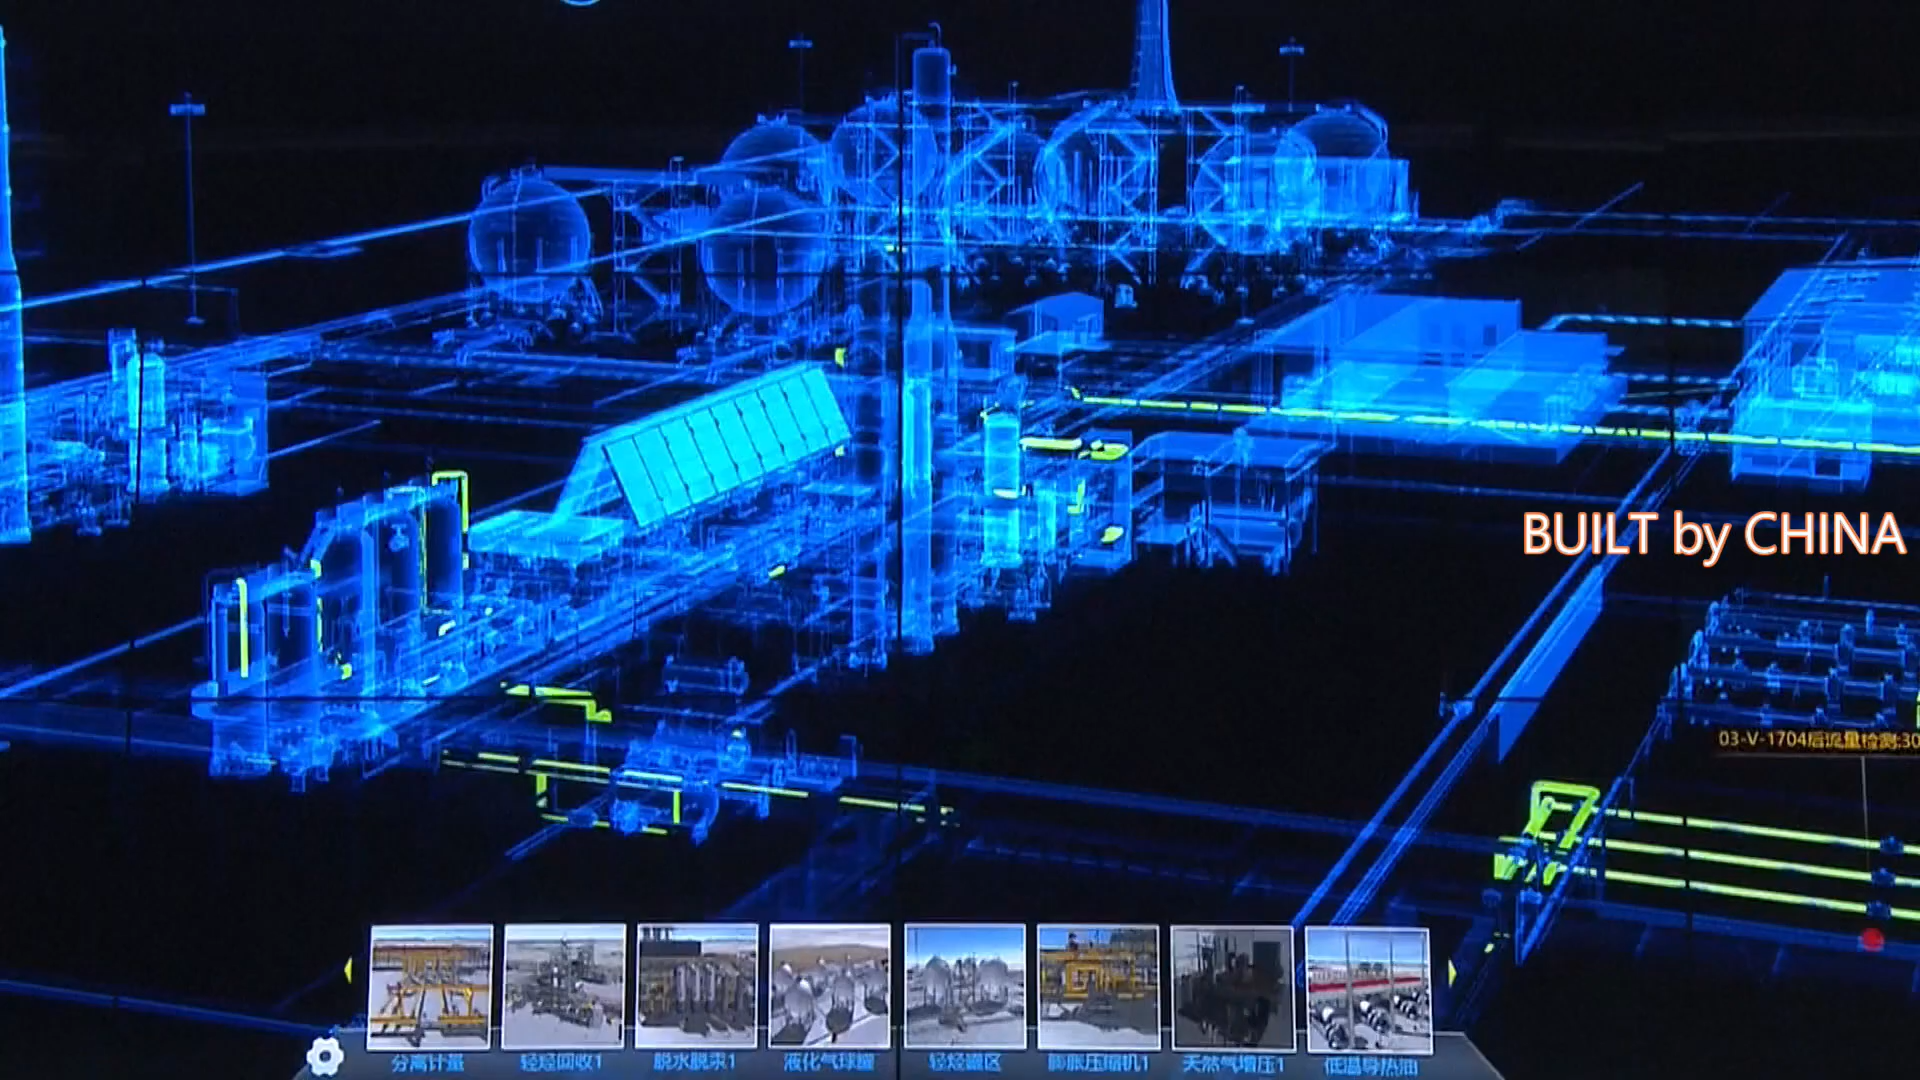 BUILT by CHINA
03-V-1704后流量检测:30
分离计量
轻烃回收1
脱水脱汞1
液化气球罐
轻烃罐区
膨胀压缩机1
天然气增压1
低温导热油